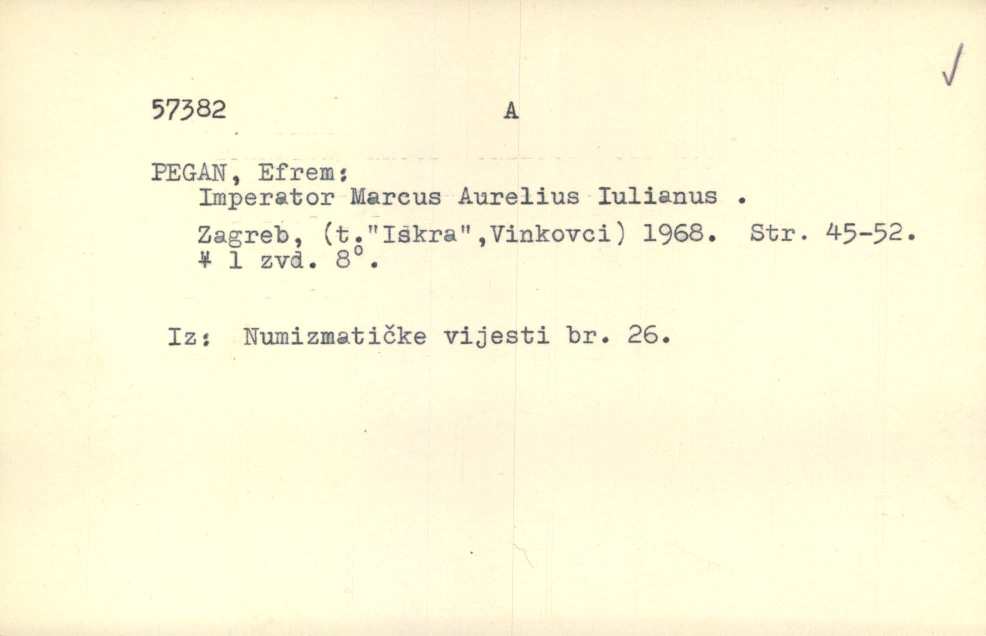 57382 A
PEGAN, Efrem:
Imperator Marcus Aurelius Iulianus .
Zagreb, (t."Iskra",Vinkovci) 1968. Str. 45-52.
+ 1 zvd. 8°.
Iz: Numizmatičke vijesti br. 26.